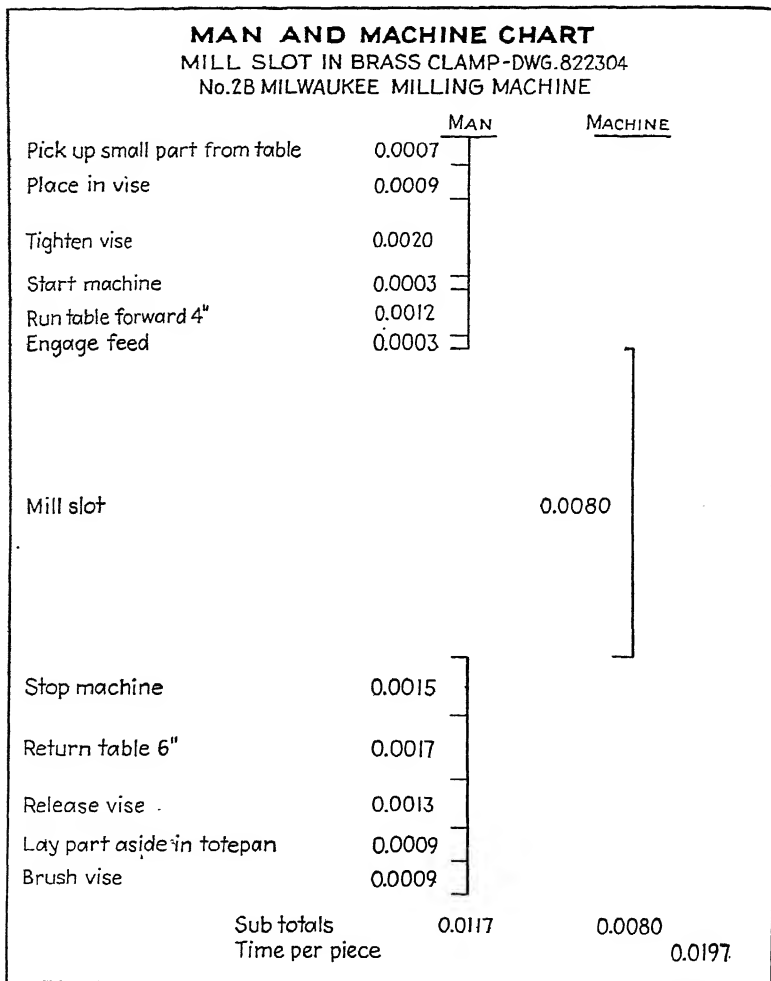 MAN AND MACHINE CHART
MILL SLOT IN BRASS CLAMP-DWG.822304
No.2B MILWAUKEE MILLING MACHINE
MAN MACHINE
Pick up small part from table 0.0007
Place in vise 0.0009
Tighten vise 0.0020
Start machine 0.0003
Run table forward 4" 0.0012
Engage feed 0.0003
Mill slot 0.0080
Stop machine 0.0015
Return table 6" 0.0017
Release vise 0.0013
Lay part aside in totepan 0.0009
Brush vise 0.0009
Sub totals 0.0117 0.0080
Time per piece 0.0197